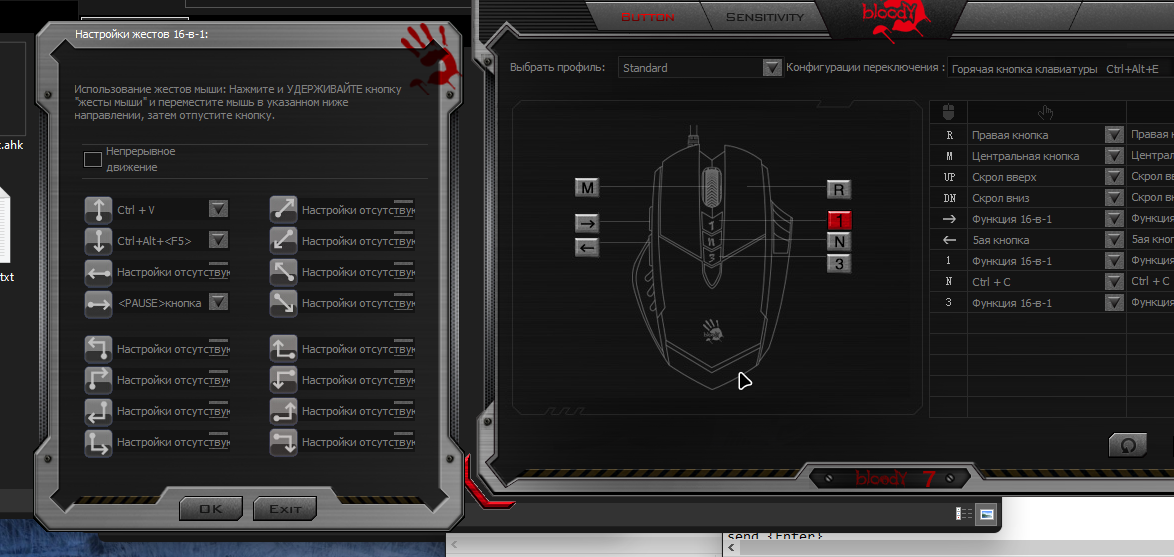 Настройки жестов 16-в-1:
Использование жестов мыши: Нажмите и УДЕРЖИВАЙТЕ кнопку
"жесты мыши" и переместите мышь в указанном ниже
направлении, затем отпустите кнопку.
Непрерывное
движение
Ctrl + V
Настройки отсутствую
Ctrl+Alt+<F5>
Настройки отсутствую
Настройки отсутствую
Настройки отсутствую
<PAUSE>кнопка
Настройки отсутствую
Настройки отсутствую
Настройки отсутствую
Настройки отсутствую
Настройки отсутствую
Настройки отсутствую
Настройки отсутствую
Настройки отсутствую
Настройки отсутствую
OK
Exit
t.ahk
txt
Button
Sensitivity
bloody
Выбрать профиль:
Standard
Конфигурации переключения :
Горячая кнопка клавиатуры Ctrl+Alt+E
M
R
1
N
3
1
N
3
bloody
R Правая кнопка Правая к
M Центральная кнопка Централ
UP Скрол вверх Скрол вв
DN Скрол вниз Скрол вн
→ Функция 16-в-1 Функция
← 5ая кнопка 5ая кноп
1 Функция 16-в-1 Функция
N Ctrl + C Ctrl + C
3 Функция 16-в-1 Функция
bloody 7
send {Enter}